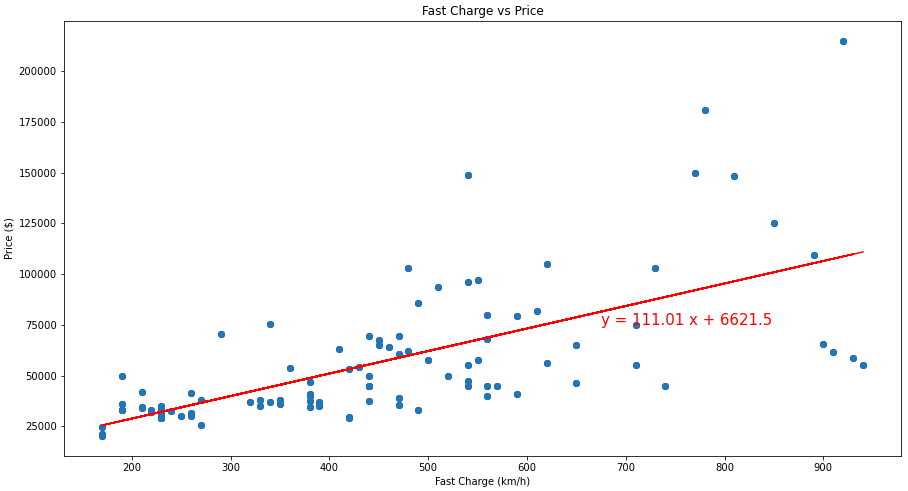 Fast Charge vs Price
200000
175000
150000
125000
100000
75000
50000
25000
Price ($)
y = 111.01 x + 6621.5
200 300 400 500 600 700 800 900
Fast Charge (km/h)